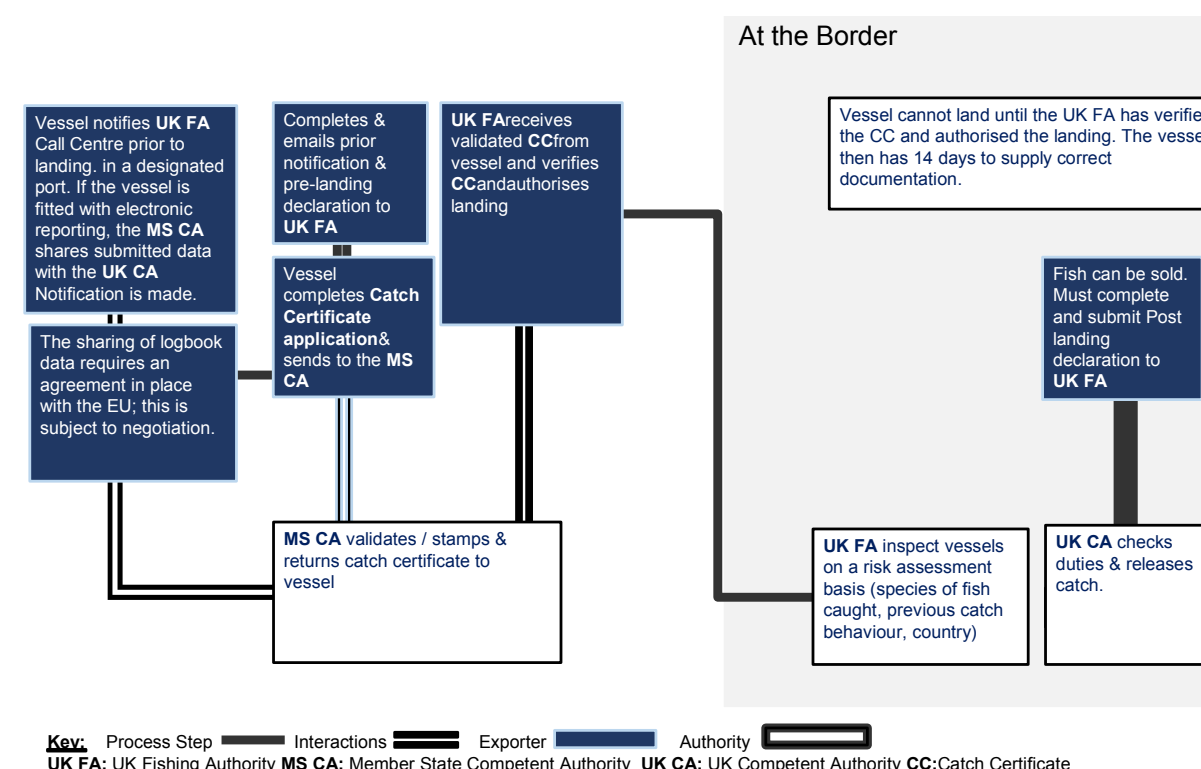 At the Border
Vessel notifies UK FA
Call Centre prior to
landing. in a designated
port. If the vessel is
fitted with electronic
reporting, the MS CA
shares submitted data
with the UK CA
Notification is made.
Completes &
emails prior
notification &
pre-landing
declaration to
UK FA
UK FAreceives
validated CCfrom
vessel and verifies
CCandauthorises
landing
Vessel cannot land until the UK FA has verifie
the CC and authorised the landing. The vesse
then has 14 days to supply correct
documentation.
The sharing of logbook
data requires an
agreement in place
with the EU; this is
subject to negotiation.
Vessel
completes Catch
Certificate
application&
sends to the MS
CA
Fish can be sold.
Must complete
and submit Post
landing
declaration to
UK FA
MS CA validates / stamps &
returns catch certificate to
vessel
UK FA inspect vessels
on a risk assessment
basis (species of fish
caught, previous catch
behaviour, country)
UK CA checks
duties & releases
catch.
Key: Process Step Interactions Exporter Authority
UK FA: UK Fishing Authority MS CA: Member State Competent Authority UK CA: UK Competent Authority CC:Catch Certificate